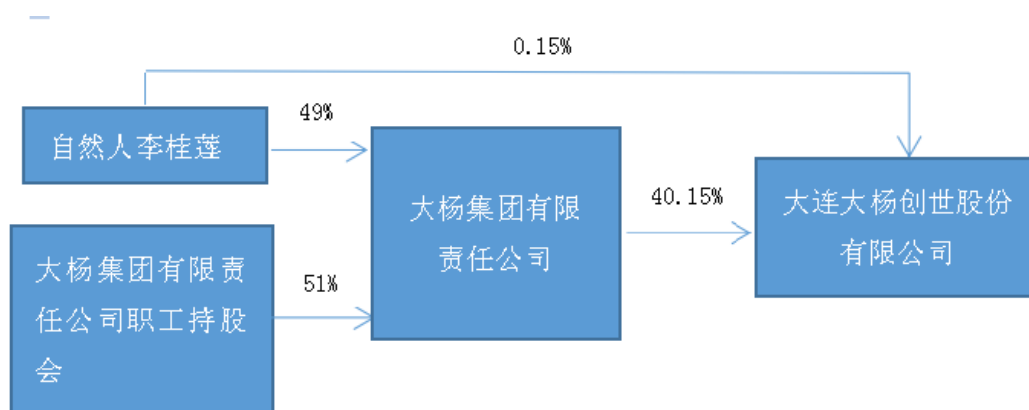 0.15%
自然人李桂莲
49%
大杨集团有限责
任公司职工持股
会
51%
大杨集团有限
责任公司
40.15%
大连大杨创世股份
有限公司